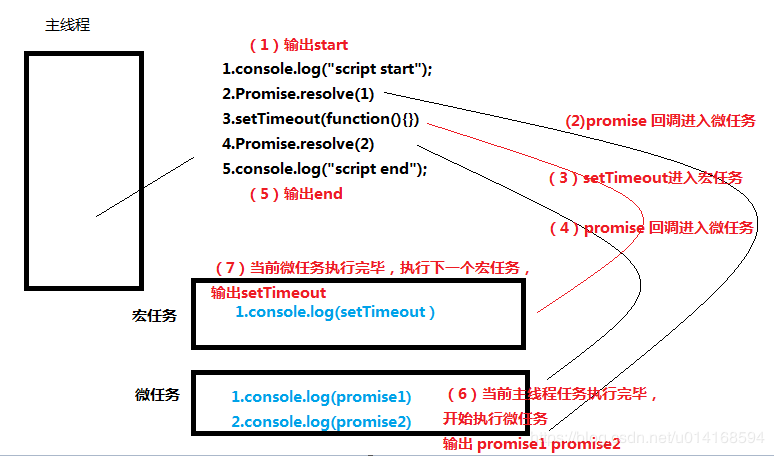 主线程
（1）输出start
1.console.log("script start");
2.Promise.resolve(1)
(2)promise 回调进入微任务
3.setTimeout(function(){})
4.Promise.resolve(2)
（3）setTimeout进入宏任务
5.console.log("script end");
（5）输出end
（4）promise 回调进入微任务
（7）当前微任务执行完毕，执行下一个宏任务，
输出setTimeout
宏任务
1.console.log(setTimeout )
微任务
1.console.log(promise1)
2.console.log(promise2)
（6）当前主线程任务执行完毕，
开始执行微任务
输出 promise1 promise2
https://blog.csdn.net/u014168594